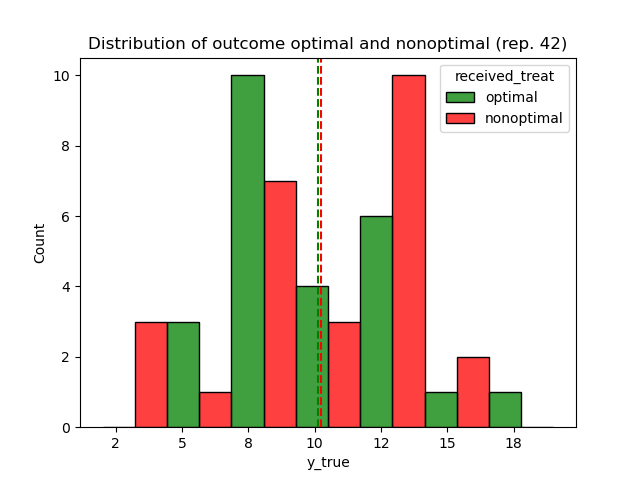 Distribution of outcome optimal and nonoptimal (rep. 42)
received_treat
optimal
nonoptimal
Count
10
8
6
4
2
0
2 5 8 10 12 15 18
y_true